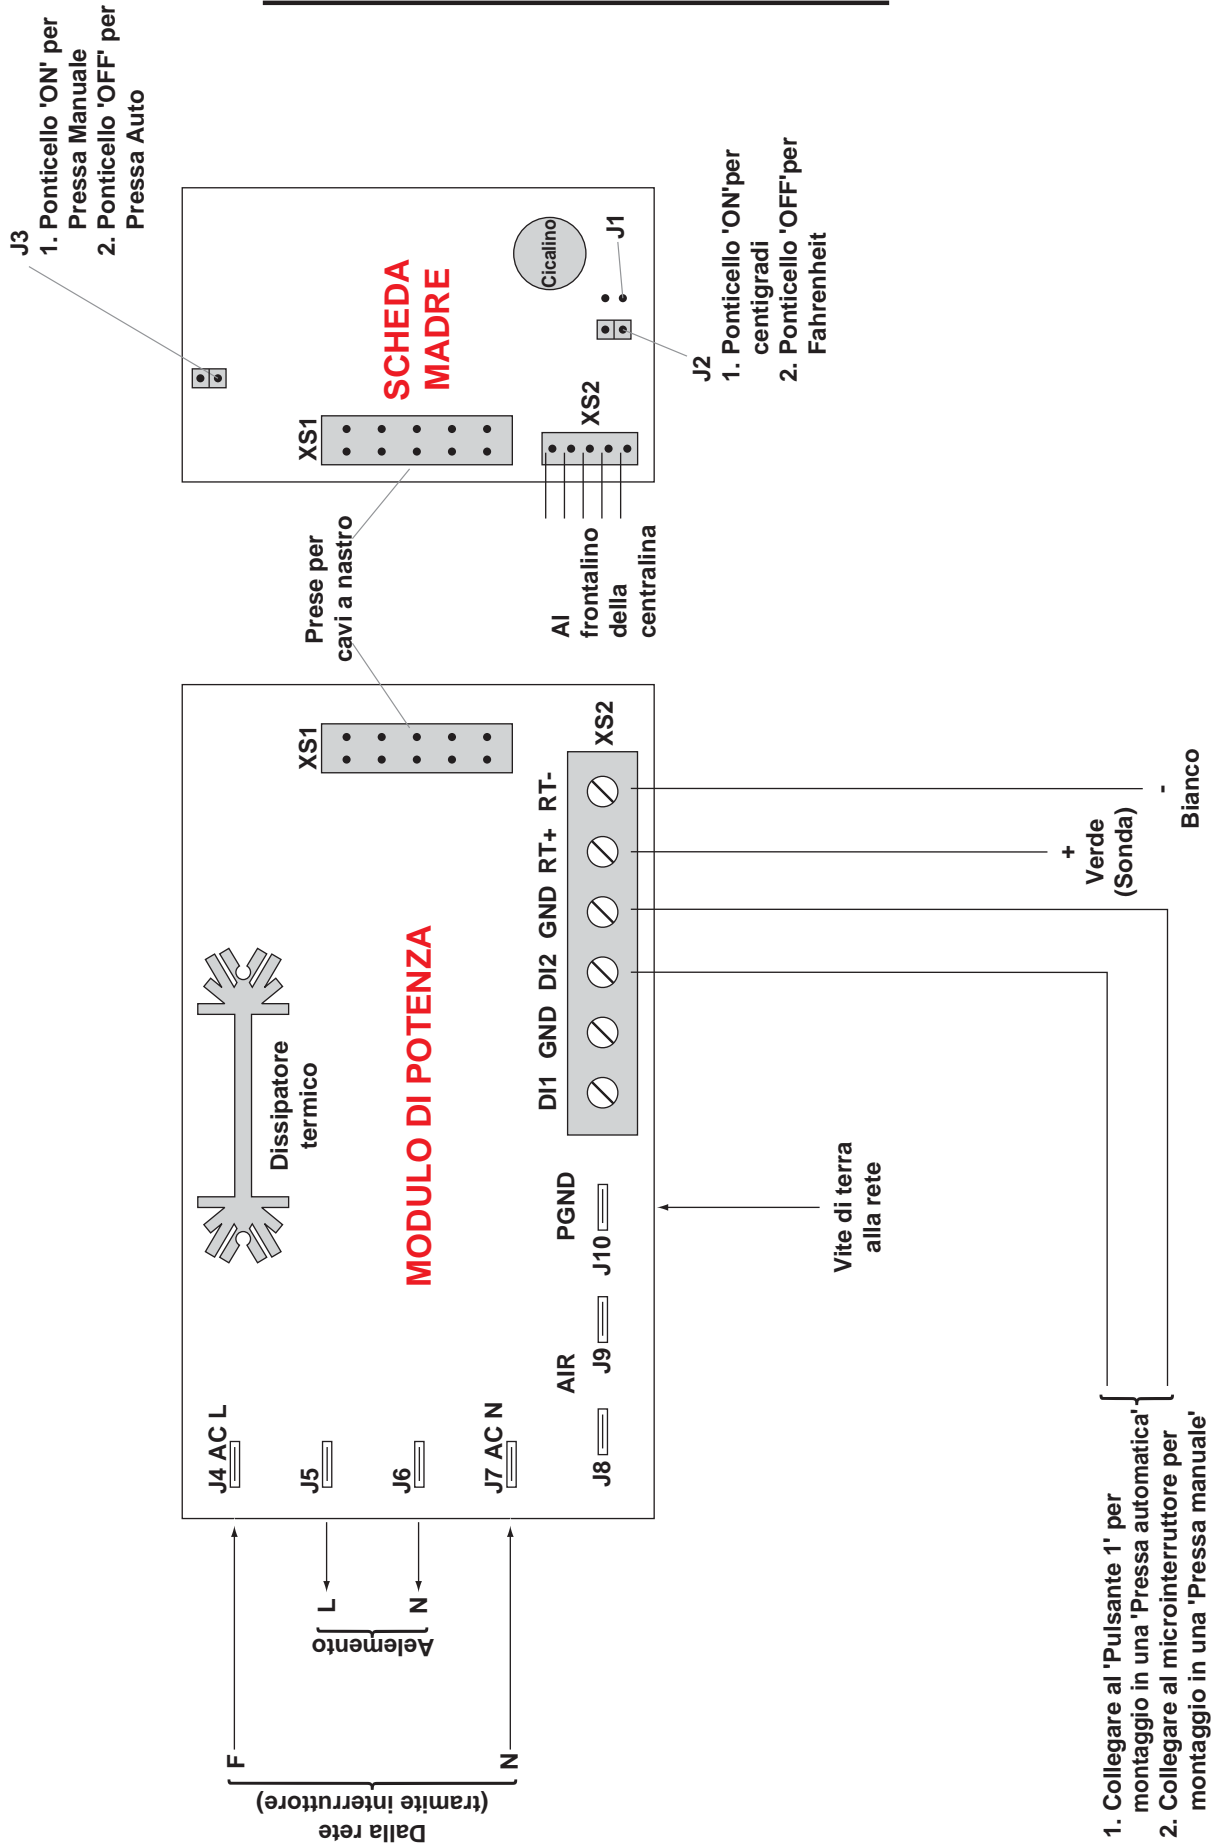 J3
1. Ponticello 'ON' per
Pressa Manuale
2. Ponticello 'OFF' per
Pressa Auto
SCHEDA
MADRE
Cicalino
J1
XS1
XS2
J2
1. Ponticello 'ON'per
centigradi
2. Ponticello 'OFF'per
Fahrenheit
Prese per
cavi a nastro
Al
frontalino
della
centralina
XS1
Dissipatore
termico
MODULO DI POTENZA
DI1
GND
DI2
GND
RT+
RT-
XS2
J4 AC L
J5
J6
J7 AC N
J8
AIR
J9
PGND
J10
F
L
N
N
Aelemento
Dalla rete
(tramite interruttore)
Vite di terra
alla rete
+
Verde
(Sonda)
-
Bianco
1. Collegare al 'Pulsante 1' per
montaggio in una 'Pressa automatica'
2. Collegare al microinterruttore per
montaggio in una 'Pressa manuale'